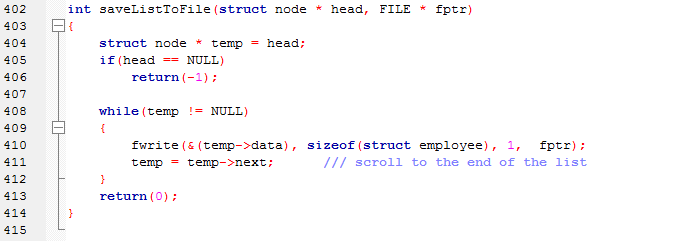 402 int saveListToFile(struct node * head, FILE * fptr)
403 {
404     struct node * temp = head;
405     if(head == NULL)
406         return(-1);
407
408     while(temp != NULL)
409     {
410         fwrite(&(temp->data), sizeof(struct employee), 1,  fptr);
411         temp = temp->next;      /// scroll to the end of the list
412     }
413     return(0);
414 }
415